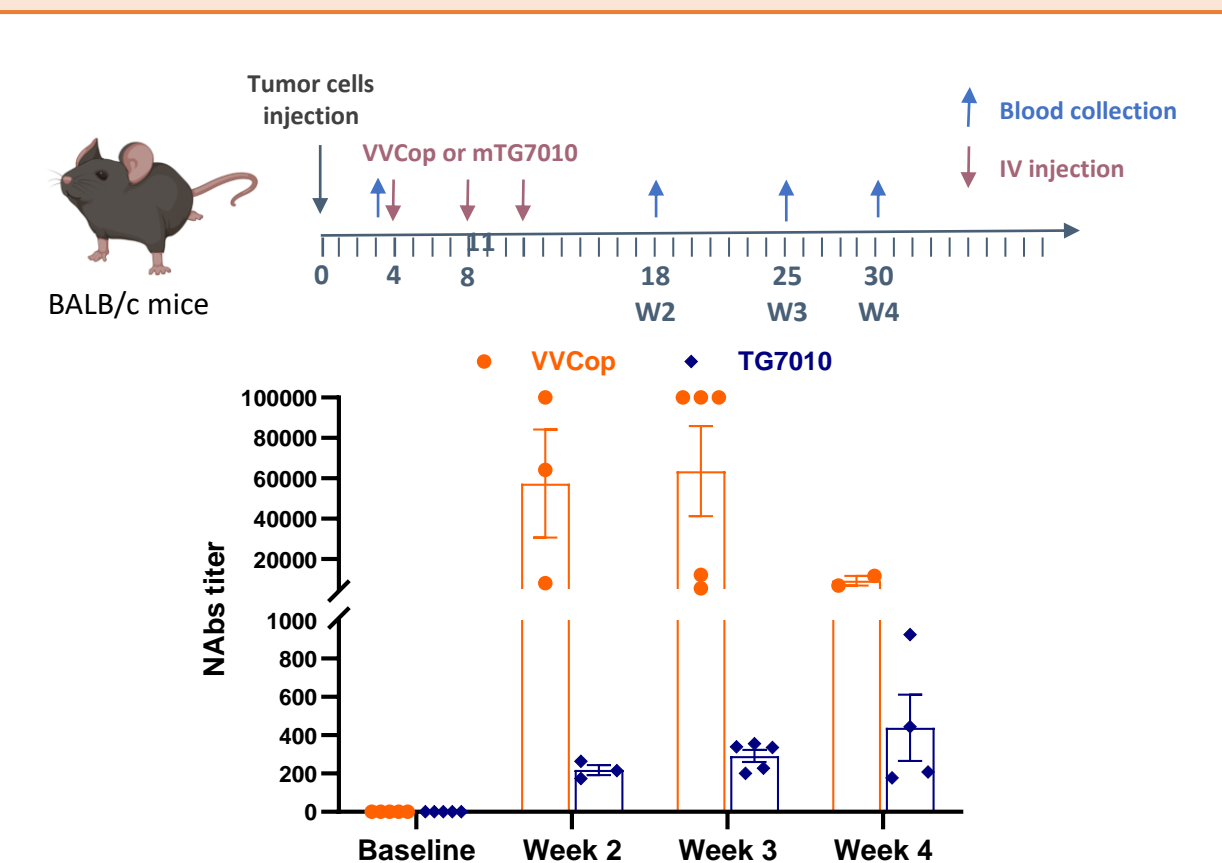 Tumor cells
injection
Blood collection
VVCop or mTG7010
IV injection
11
0 4 8 18 25 30
W2 W3 W4
BALB/c mice
VVCop TG7010
NAbs titer
100000
80000
60000
40000
20000
1000
800
600
400
200
0
Baseline Week 2 Week 3 Week 4